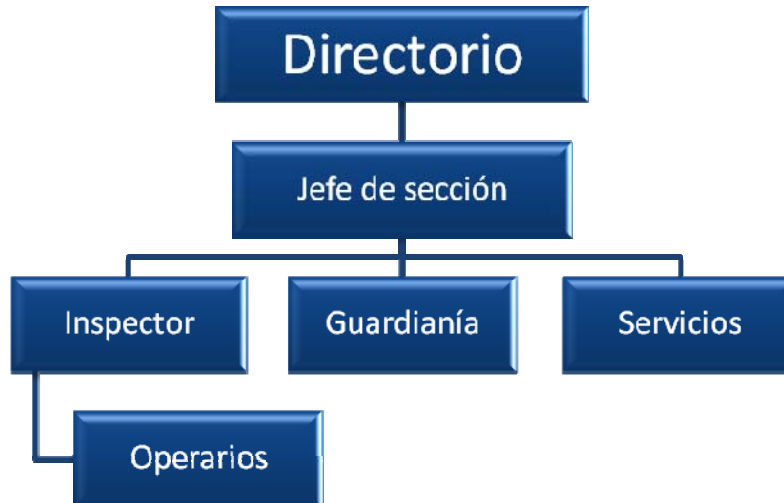 Directorio
Jefe de sección
Inspector
Guardianía
Servicios
Operarios